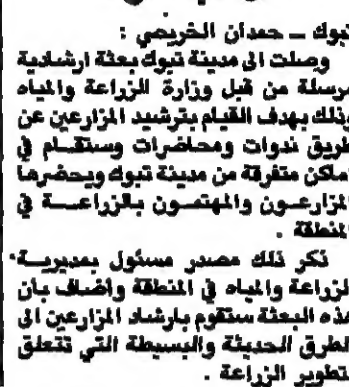 تبوك ــ حمدان الخريصي :
وصلت الى مدينة تبوك بعثة ارشادية
مرسلة من قبل وزارة الزراعة والمياه
وذلك بهدف القيام بترشيد المزارعين عن
طريق ندوات ومحاضرات وستقام في
اماكن متفرقة من مدينة تبوك ويحضرها
المزارعون والمهتمون بالزراعة في
المنطقة .
ذكر ذلك مصدر مسئول بمديرية
الزراعة والمياه في المنطقة وأضاف بأن
هذه البعثة ستقوم بارشاد المزارعين الى
الطرق الحديثة والبسيطة التي تتعلق
بتطوير الزراعة .